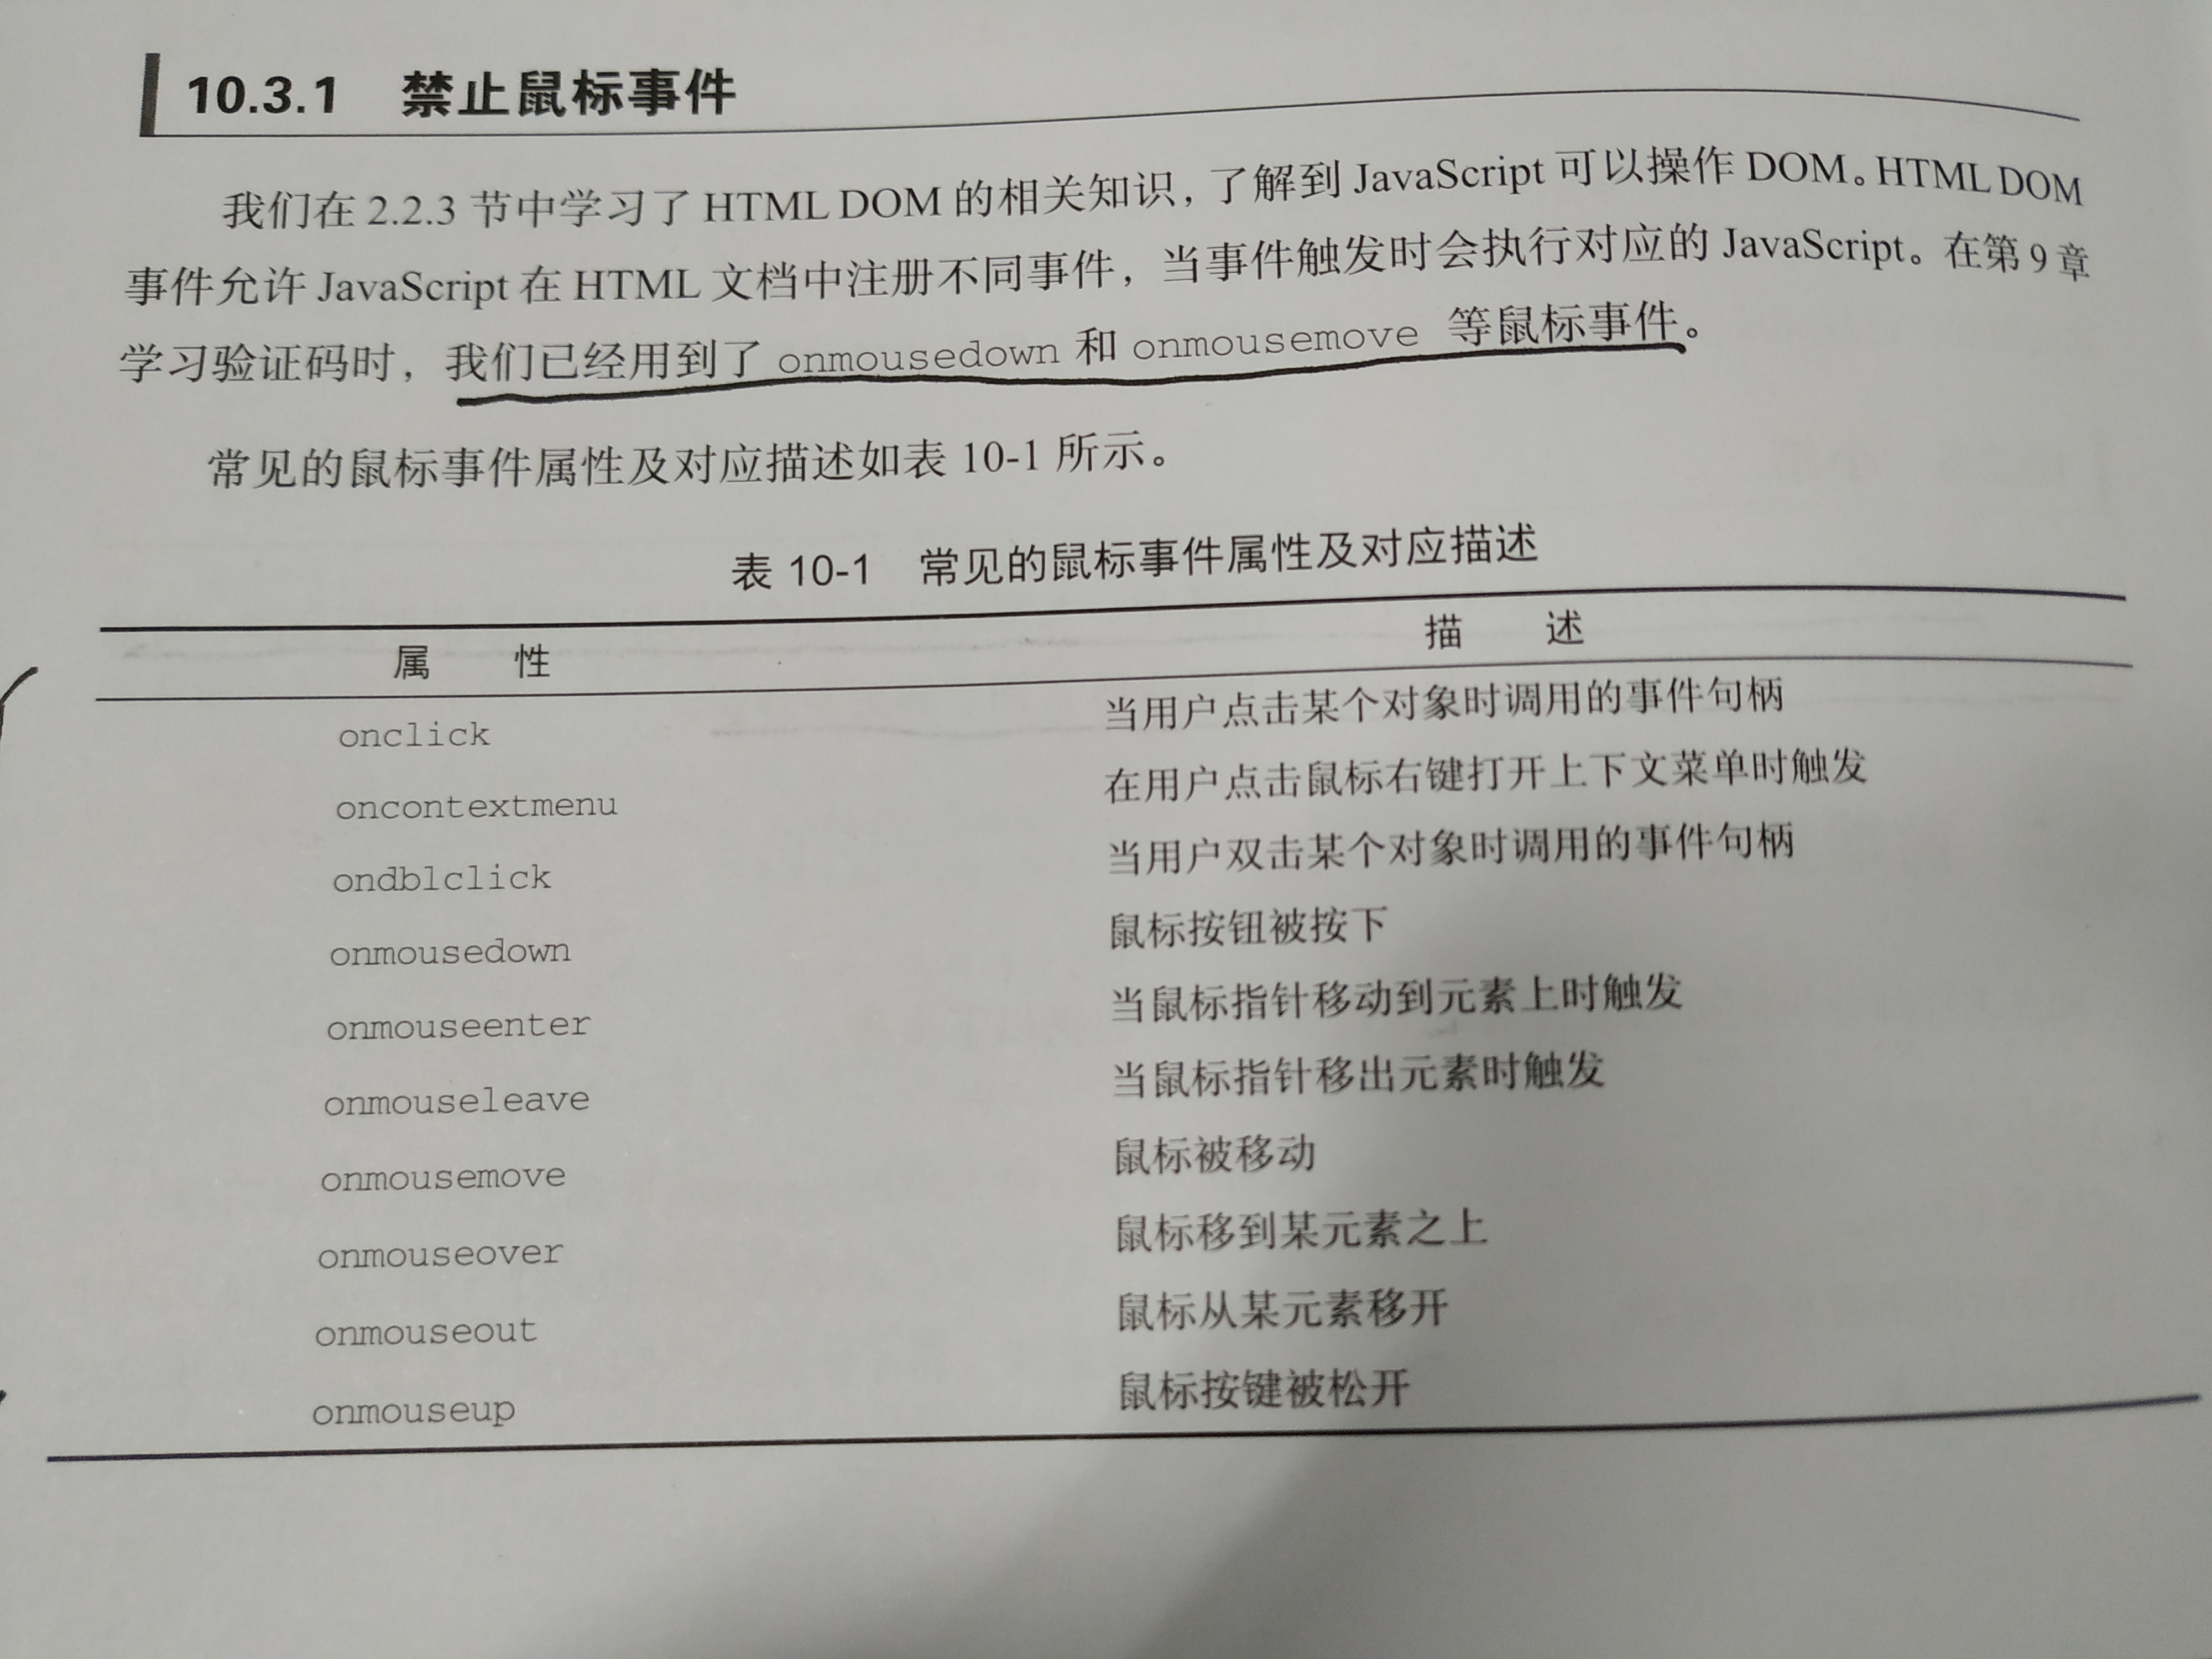 10.3.1 禁止鼠标事件
我们在 2.2.3 节中学习了 HTML DOM 的相关知识，了解到 JavaScript 可以操作 DOM。HTML DOM
事件允许 JavaScript 在 HTML 文档中注册不同事件，当事件触发时会执行对应的 JavaScript。在第 9 章
学习验证码时，我们已经用到了 onmousedown 和 onmousemove 等鼠标事件。
常见的鼠标事件属性及对应描述如表 10-1 所示。
表 10-1 常见的鼠标事件属性及对应描述
属 性 描 述
onclick 当用户点击某个对象时调用的事件句柄
oncontextmenu 在用户点击鼠标右键打开上下文菜单时触发
ondblclick 当用户双击某个对象时调用的事件句柄
onmousedown 鼠标按钮被按下
onmouseenter 当鼠标指针移动到元素上时触发
onmouseleave 当鼠标指针移出元素时触发
onmousemove 鼠标被移动
onmouseover 鼠标移到某元素之上
onmouseout 鼠标从某元素移开
onmouseup 鼠标按键被松开